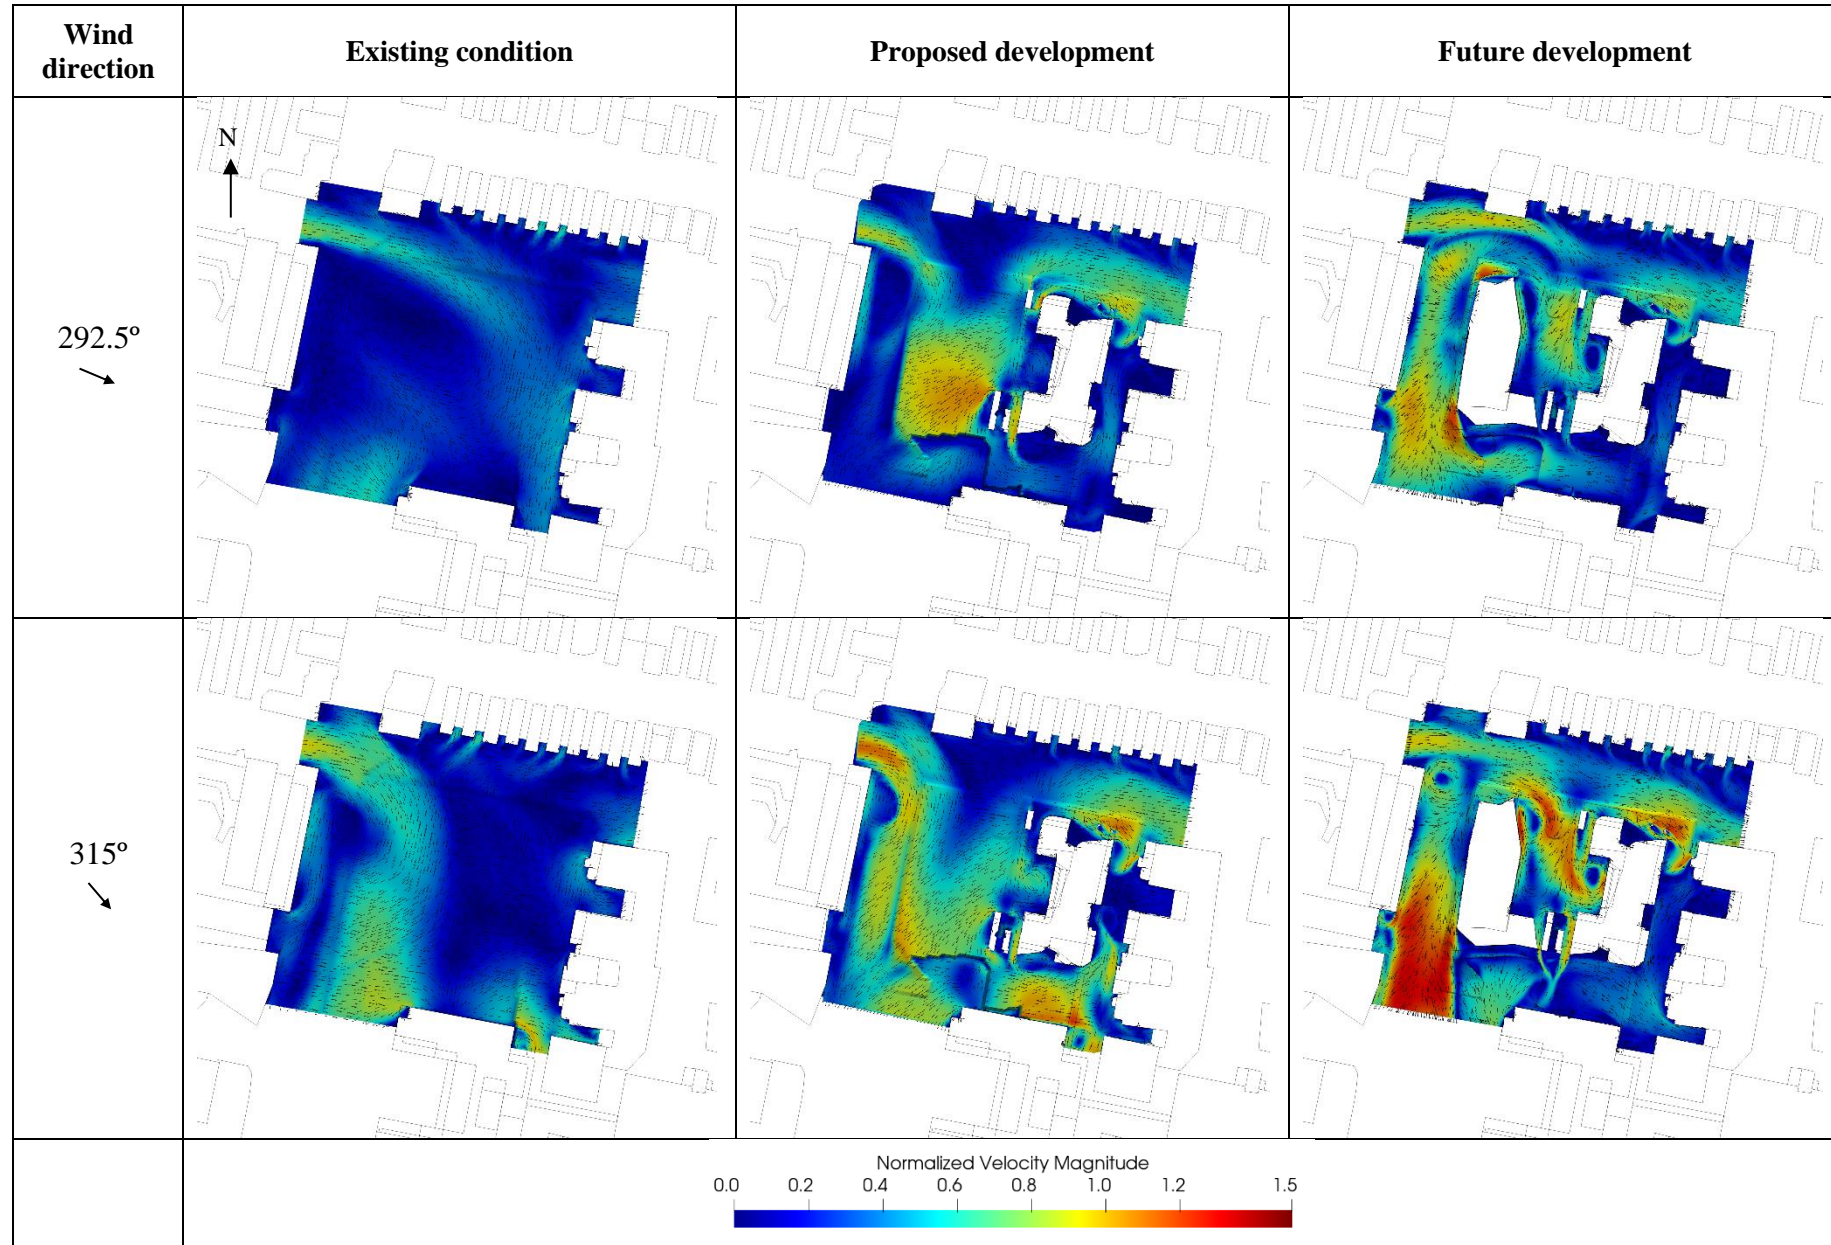 Wind direction
Existing condition
Proposed development
Future development
N
292.5º
315º
Normalized Velocity Magnitude
0.0 0.2 0.4 0.6 0.8 1.0 1.2 1.5